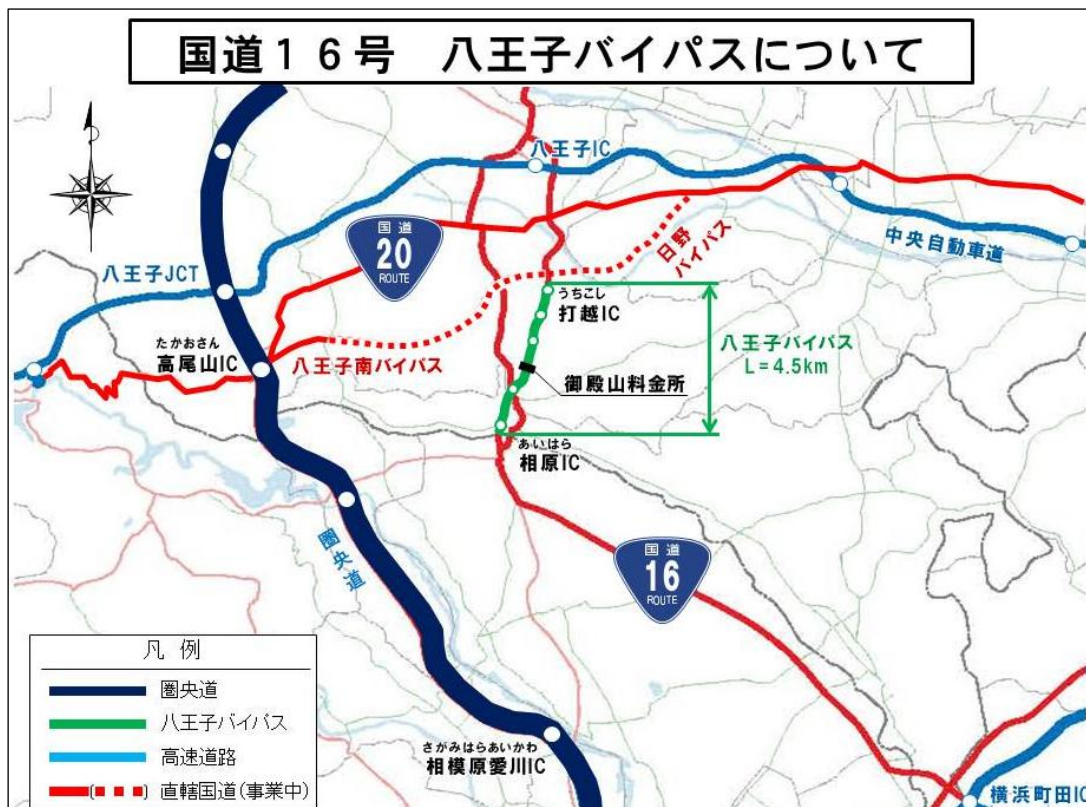 国道１６号　八王子バイパスについて
八王子IC
国道
20
ROUTE
日野
バイパス
中央自動車道
八王子JCT
うちこし
打越IC
たかおさん
高尾山IC
八王子南バイパス
八王子バイパス
L=4.5km
御殿山料金所
あいはら
相原IC
圏央道
国道
16
ROUTE
凡例
圏央道
八王子バイパス
高速道路
直轄国道(事業中)
さがみはらあいかわ
相模原愛川IC
横浜町田IC